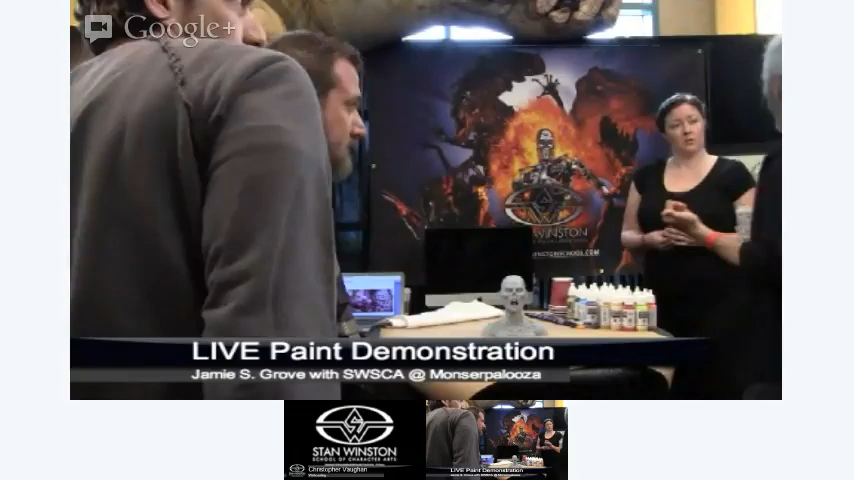 Google+
WINSTON
LIVE Paint Demonstration
Jamie S. Grove with SWSCA @ Monserpalooza
STAN WINSTON
SCHOOL OF CHARACTER ARTS
Christopher Vaughan
LIVE Paint Demonstration